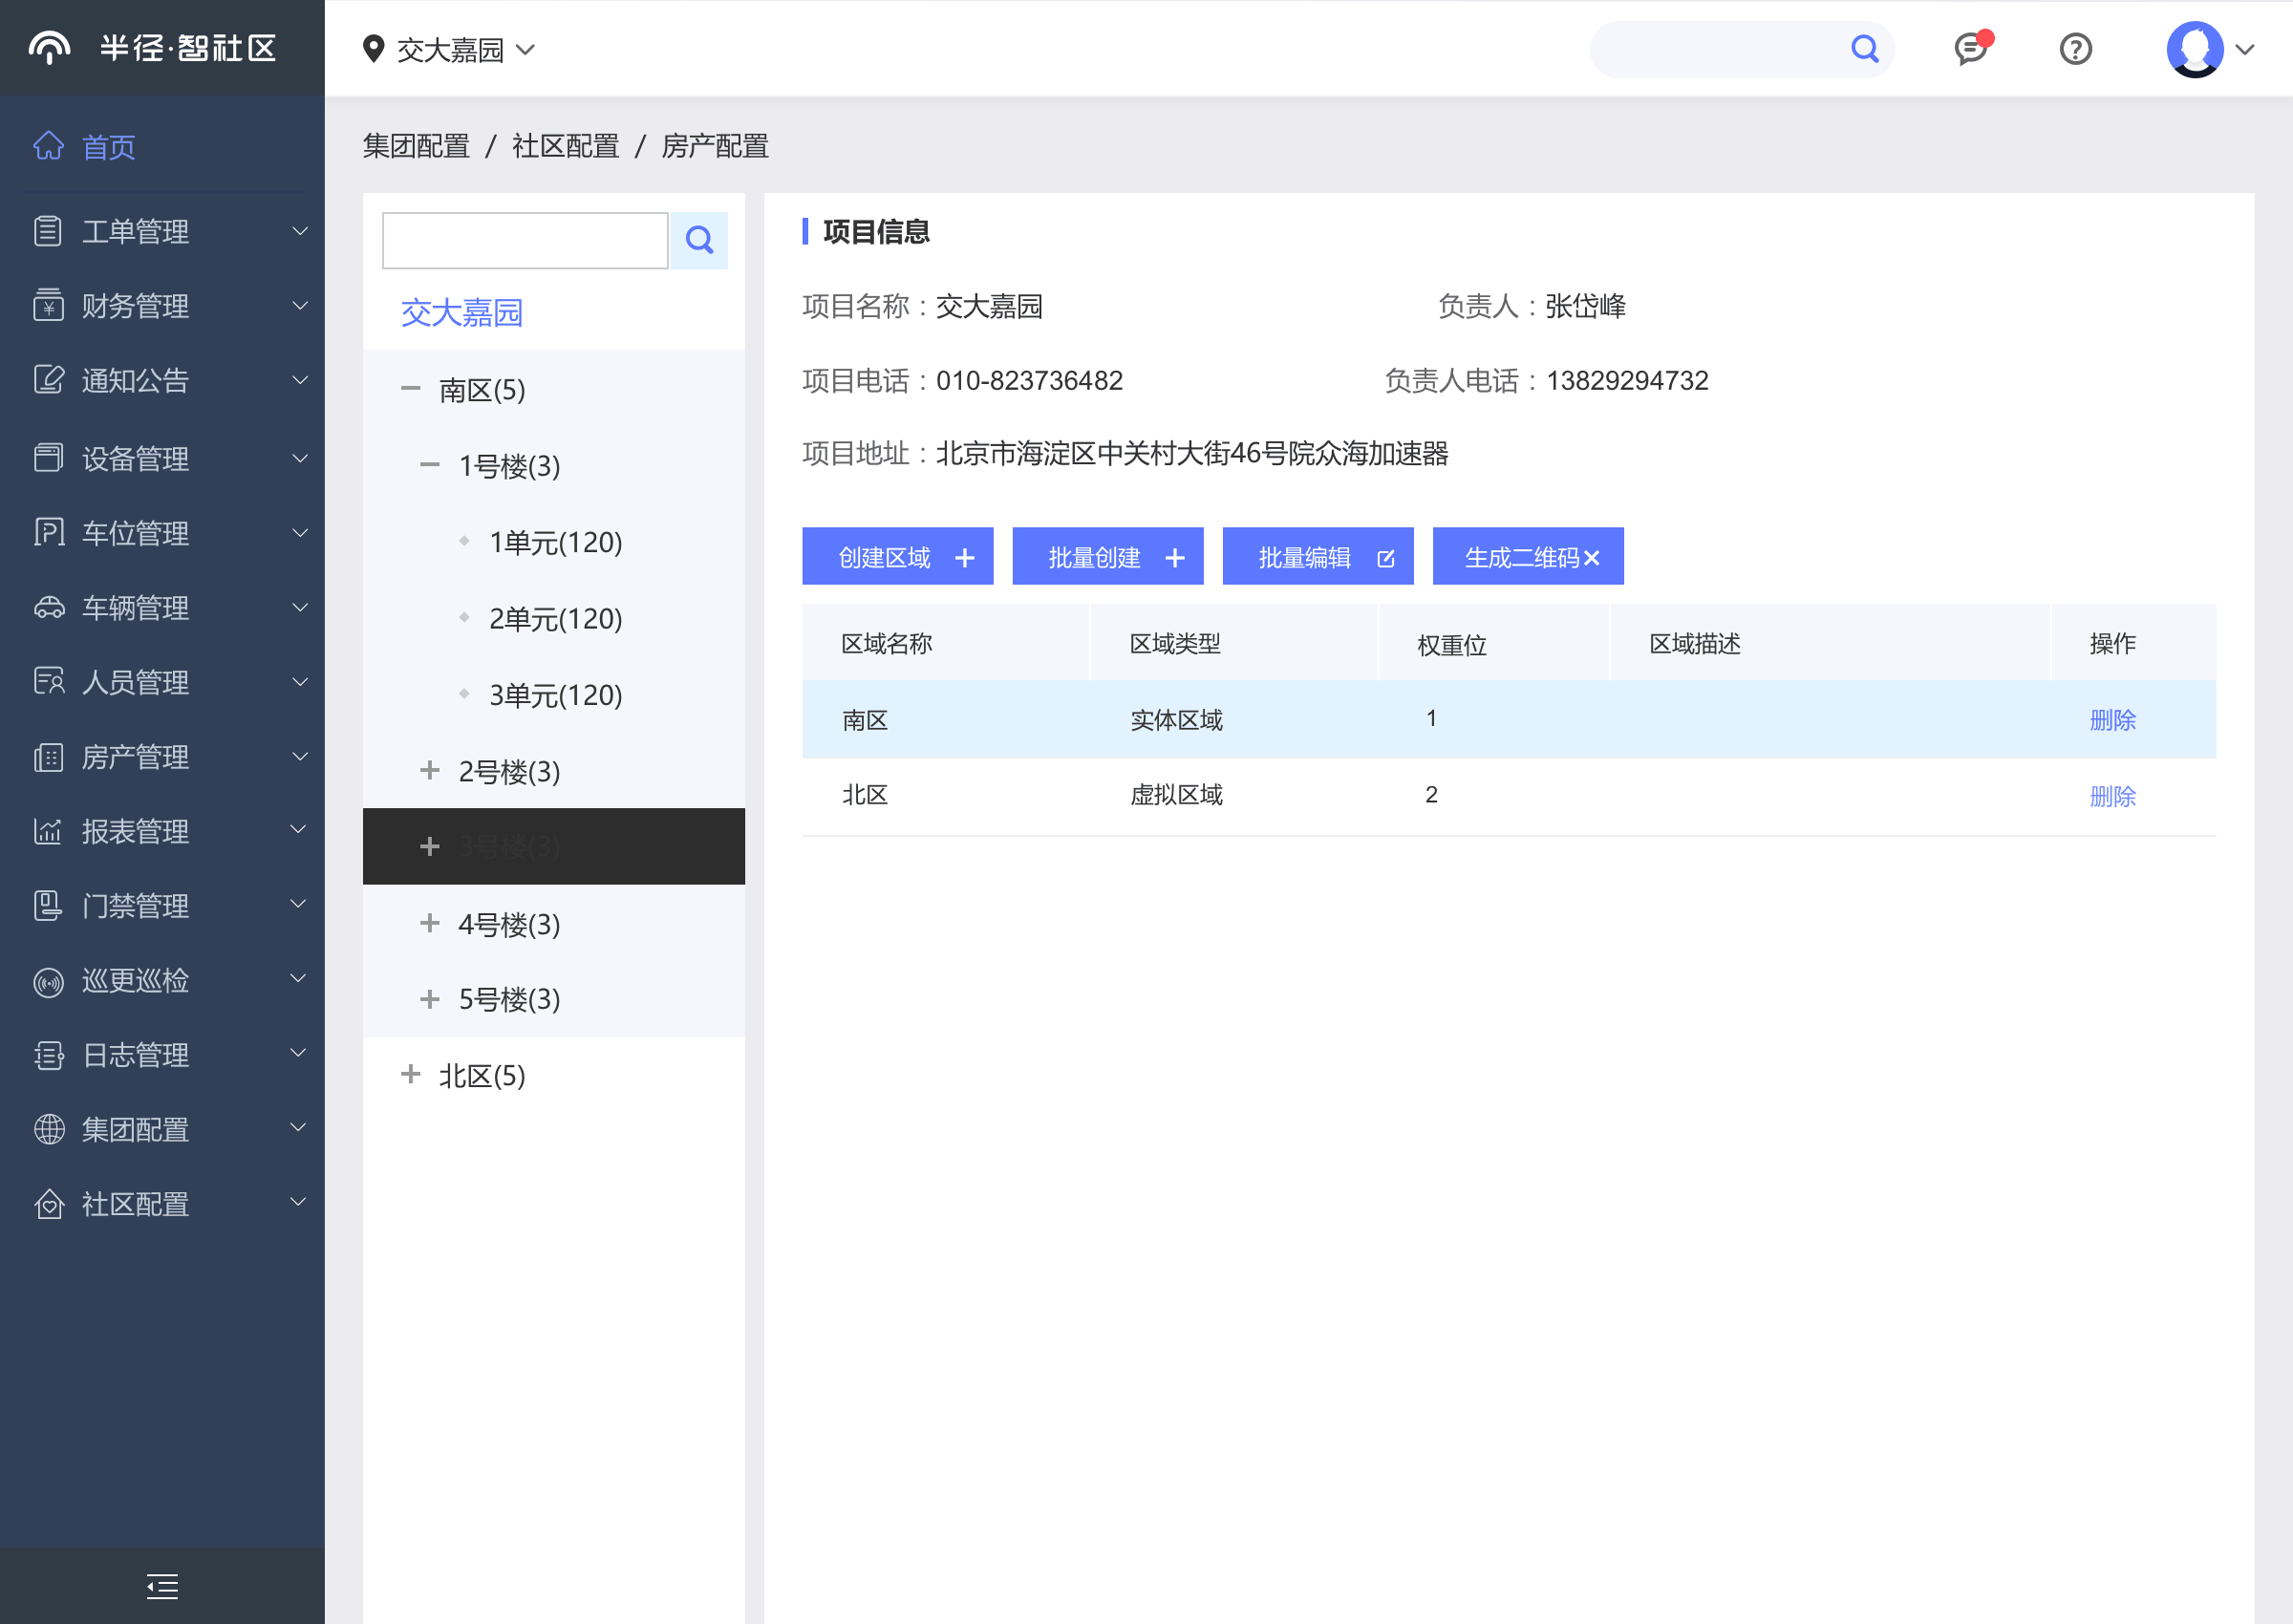 半径·智社区
交大嘉园
首页
工单管理
财务管理
通知公告
设备管理
车位管理
车辆管理
人员管理
房产管理
报表管理
门禁管理
巡更巡检
日志管理
集团配置
社区配置
集团配置 / 社区配置 / 房产配置
交大嘉园
南区(5)
1号楼(3)
1单元(120)
2单元(120)
3单元(120)
2号楼(3)
3号楼(3)
4号楼(3)
5号楼(3)
北区(5)
项目信息
项目名称：交大嘉园 负责人：张岱峰
项目电话：010-823736482 负责人电话：13829294732
项目地址：北京市海淀区中关村大街46号院众海加速器
创建区域 批量创建 批量编辑 生成二维码
区域名称 区域类型 权重位 区域描述 操作
南区 实体区域 1 删除
北区 虚拟区域 2 删除